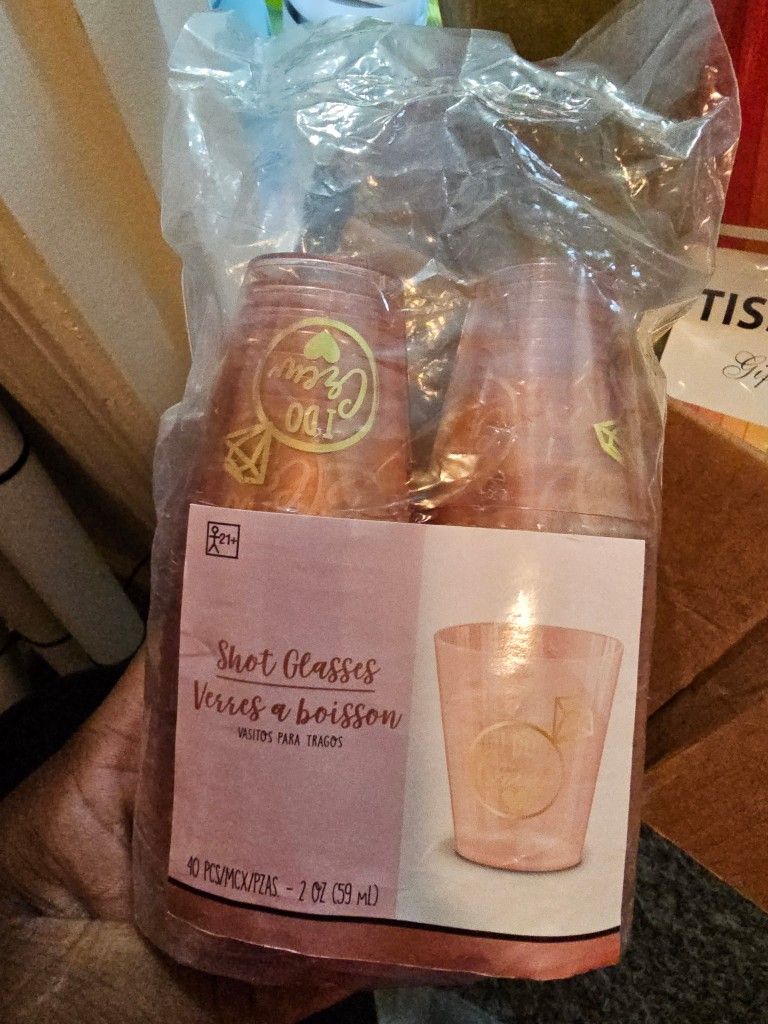 I DO
Crew
TIS
Gif
21+
Shot Glasses
Verres a boisson
VASITOS PARA TRAGOS
40 PCS/MCX/PZAS. - 2 OZ (59 mL)